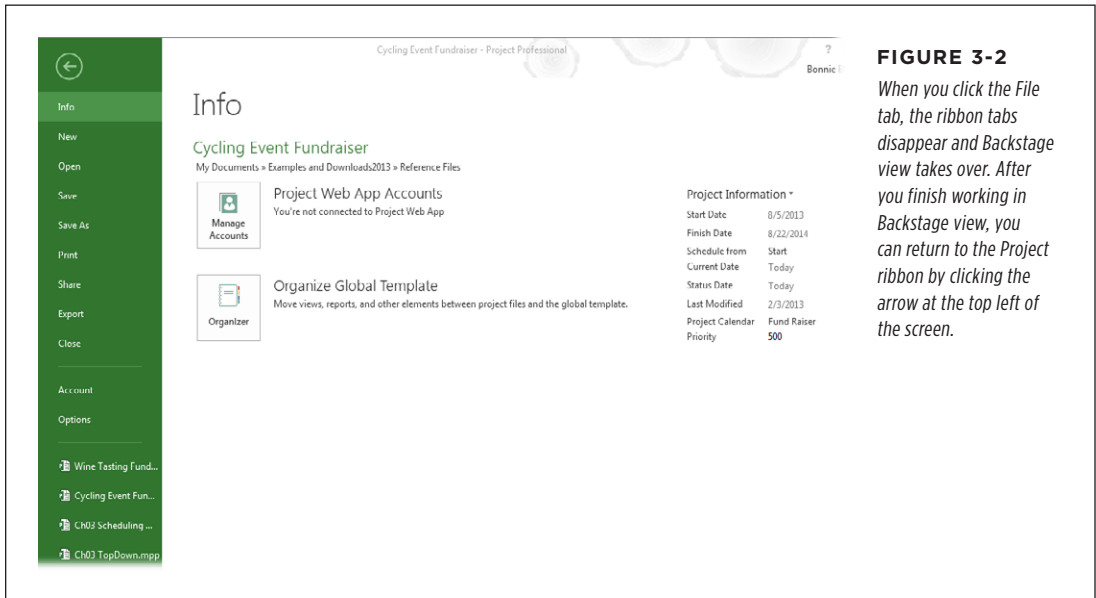 Cycling Event Fundraiser - Project Professional
?
Bonnie
Info
New
Open
Save
Save As
Print
Share
Export
Close
Account
Options
Wine Tasting Fund...
Cycling Event Fun...
Ch03 Scheduling ...
Ch03 TopDown.mpp
Info
Cycling Event Fundraiser
My Documents » Examples and Downloads2013 » Reference Files
Manage
Accounts
Project Web App Accounts
You're not connected to Project Web App
Organizer
Organize Global Template
Move views, reports, and other elements between project files and the global template.
Project Information
Start Date 8/5/2013
Finish Date 8/22/2014
Schedule from Start
Current Date Today
Status Date Today
Last Modified 2/3/2013
Project Calendar Fund Raiser
Priority 500
FIGURE 3-2
When you click the File
tab, the ribbon tabs
disappear and Backstage
view takes over. After
you finish working in
Backstage view, you
can return to the Project
ribbon by clicking the
arrow at the top left of
the screen.